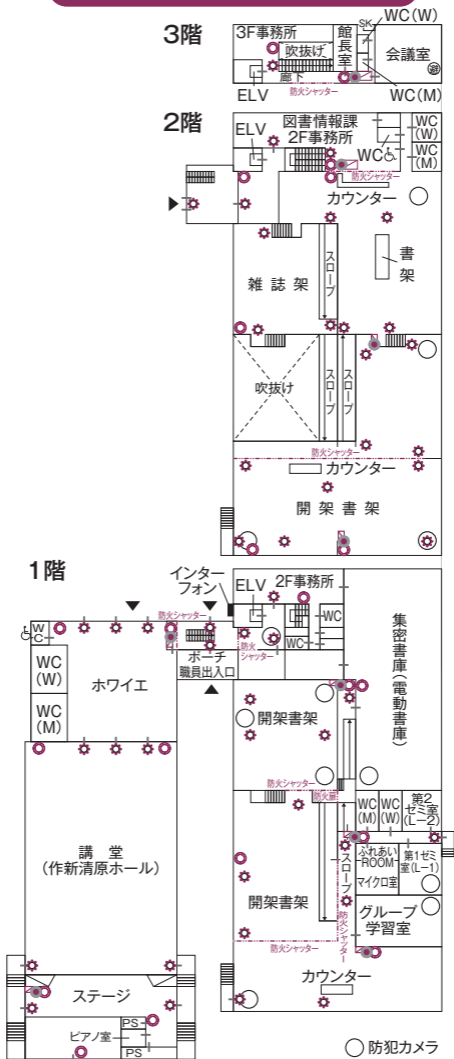 3階
3F事務所
吹抜げ
廊下
館長室
SK
WC(W)
会議室
ELV
防火シャッター
WC(M)
2階
ELV
図書情報課
2F事務所
WC
WC
(W)
WC
(M)
防火シャッター
カウンター
書架
雑誌架
スロープ
吹抜げ
スロープ
スロープ
防火シャッター
カウンター
開架書架
1階
インター
フォン
ELV
2F事務所
WC
WC
集密書庫(電動書庫)
防火シャッター
WC
WC
(W)
WC
(M)
ホワイエ
ポーチ
職員出入口
防火
シャッター
開架書架
防火シャッター
防火扉
WC
(M)
WC
(W)
第2
ゼミ室
(L-2)
講堂
(作新清原ホール)
スロープ
ふれあい
ROOM
マイクロ室
第1ゼミ
室(L-1)
開架書架
防火シャッター
グループ
学習室
防火シャッター
カウンター
ステージ
ピアノ室
PS
PS
防犯カメラ